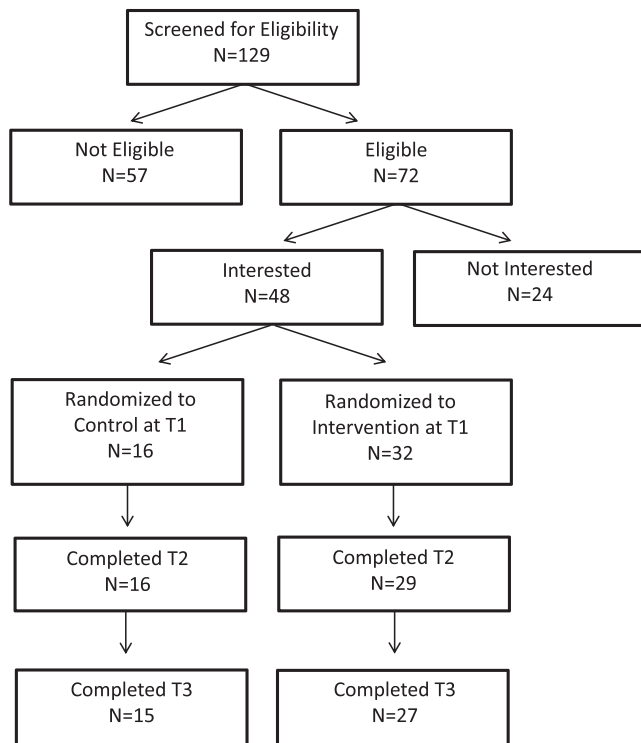 Screened for Eligibility
N=129
Not Eligible
N=57
Eligible
N=72
Interested
N=48
Not Interested
N=24
Randomized to
Control at T1
N=16
Randomized to
Intervention at T1
N=32
Completed T2
N=16
Completed T2
N=29
Completed T3
N=15
Completed T3
N=27